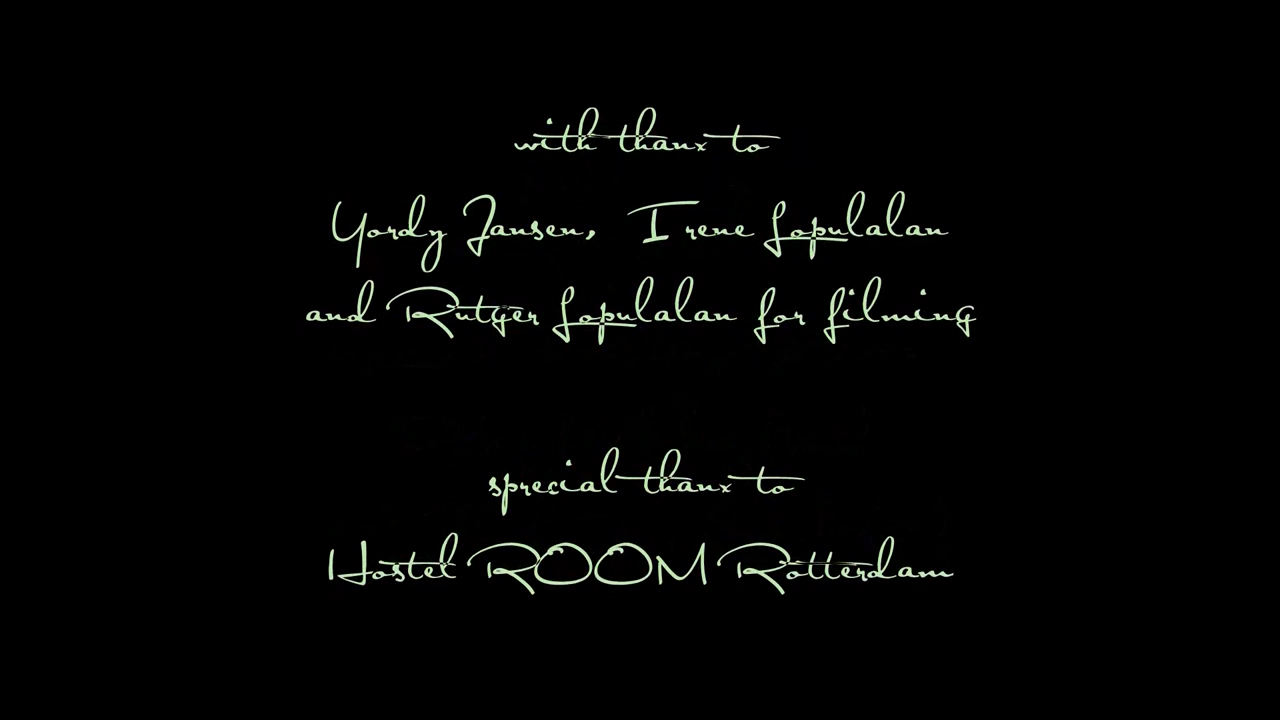 with thanx to
Yordy Jansen, Irene Lopulalan
and Rutger Lopulalan for filming
special thanx to
Hostel ROOM Rotterdam